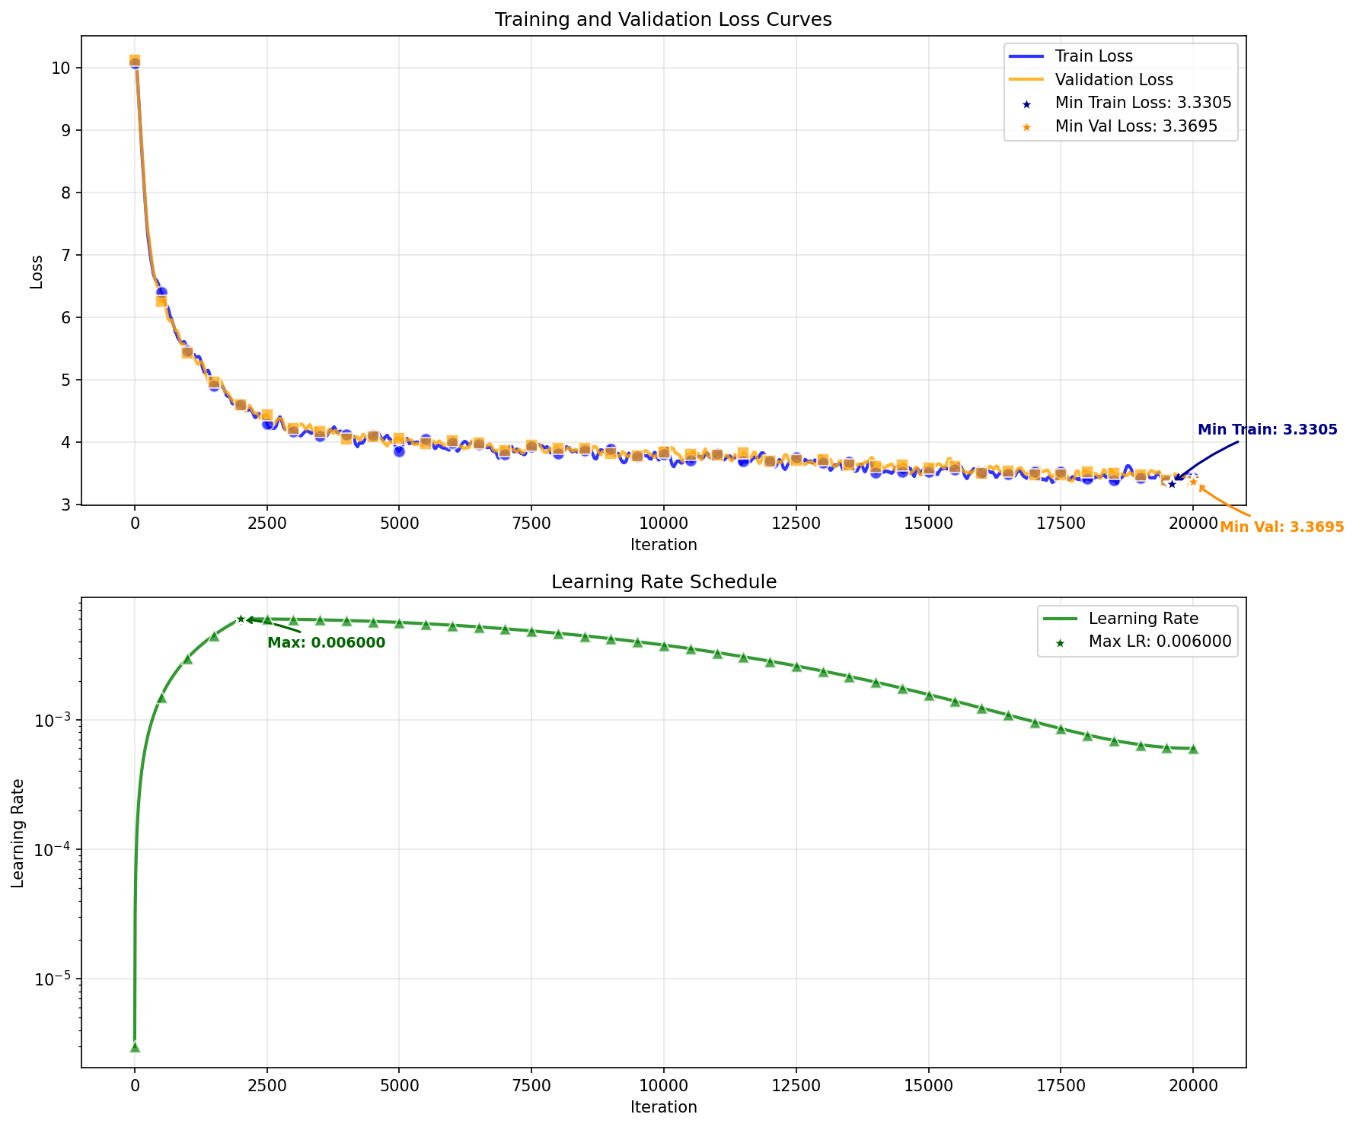 Training and Validation Loss Curves
Train Loss
Validation Loss
Min Train Loss: 3.3305
Min Val Loss: 3.3695
10
9
8
7
6
5
4
3
Loss
Min Train: 3.3305
Min Val: 3.3695
0 2500 5000 7500 10000 12500 15000 17500 20000
Iteration
Learning Rate Schedule
Learning Rate
Max LR: 0.006000
Max: 0.006000
10⁻³
10⁻⁴
10⁻⁵
Learning Rate
0 2500 5000 7500 10000 12500 15000 17500 20000
Iteration